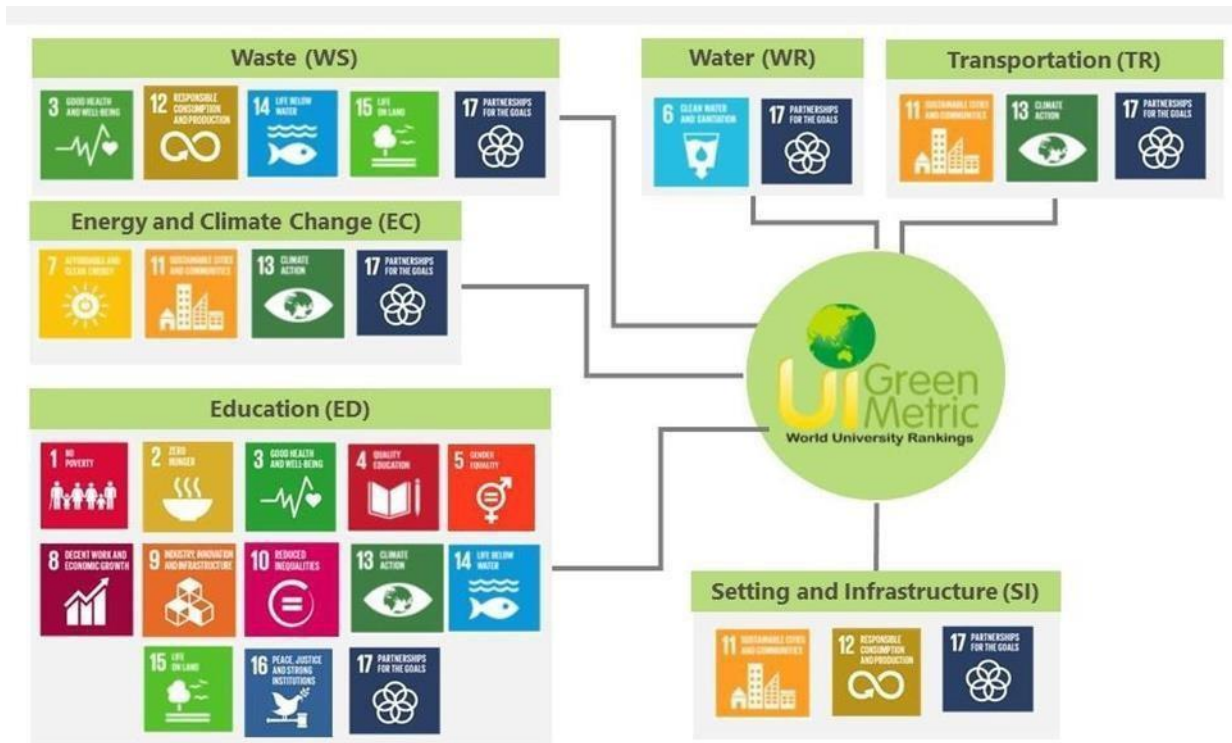 Waste (WS)
3 GOOD HEALTH
AND WELL-BEING
12 RESPONSIBLE
CONSUMPTION
AND PRODUCTION
14 LIFE BELOW
WATER
15 LIFE
ON LAND
17 PARTNERSHIPS
FOR THE GOALS
Water (WR)
6 CLEAN WATER
AND SANITATION
17 PARTNERSHIPS
FOR THE GOALS
Transportation (TR)
11 SUSTAINABLE CITIES
AND COMMUNITIES
13 CLIMATE
ACTION
17 PARTNERSHIPS
FOR THE GOALS
Energy and Climate Change (EC)
7 AFFORDABLE AND
CLEAN ENERGY
11 SUSTAINABLE CITIES
AND COMMUNITIES
13 CLIMATE
ACTION
17 PARTNERSHIPS
FOR THE GOALS
UI Green
Metric
World University Rankings
Education (ED)
1 NO
POVERTY
2 ZERO
HUNGER
3 GOOD HEALTH
AND WELL-BEING
4 QUALITY
EDUCATION
5 GENDER
EQUALITY
8 DECENT WORK AND
ECONOMIC GROWTH
9 INDUSTRY, INNOVATION
AND INFRASTRUCTURE
10 REDUCED
INEQUALITIES
13 CLIMATE
ACTION
14 LIFE BELOW
WATER
15 LIFE
ON LAND
16 PEACE, JUSTICE
AND STRONG
INSTITUTIONS
17 PARTNERSHIPS
FOR THE GOALS
Setting and Infrastructure (SI)
11 SUSTAINABLE CITIES
AND COMMUNITIES
12 RESPONSIBLE
CONSUMPTION
AND PRODUCTION
17 PARTNERSHIPS
FOR THE GOALS